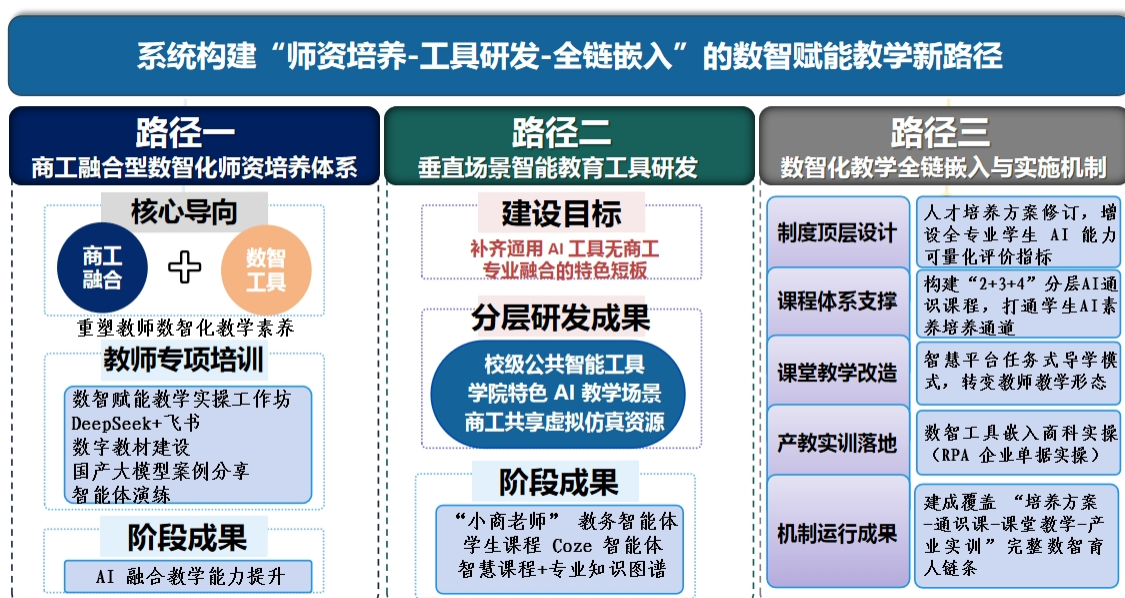 系统构建“师资培养-工具研发-全链嵌入”的数智赋能教学新路径
路径一
商工融合型数智化师资培养体系
核心导向
商工
融合
数智
工具
重塑教师数智化教学素养
教师专项培训
数智赋能教学实操工作坊
DeepSeek+飞书
数字教材建设
国产大模型案例分享
智能体演练
阶段成果
AI 融合教学能力提升
路径二
垂直场景智能教育工具研发
建设目标
补齐通用 AI 工具无商工
专业融合的特色短板
分层研发成果
校级公共智能工具
学院特色 AI 教学场景
商工共享虚拟仿真资源
阶段成果
“小商老师” 教务智能体
学生课程 Coze 智能体
智慧课程+专业知识图谱
路径三
数智化教学全链嵌入与实施机制
制度顶层设计
人才培养方案修订，增
设全专业学生 AI 能力
可量化评价指标
课程体系支撑
构建“2+3+4”分层AI通
识课程，打通学生AI素
养培养通道
课堂教学改造
智慧平台任务式导学模
式，转变教师教学形态
产教实训落地
数智工具嵌入商科实操
（RPA 企业单据实操）
机制运行成果
建成覆盖 “培养方案
-通识课-课堂教学-产
业实训”完整数智育
人链条